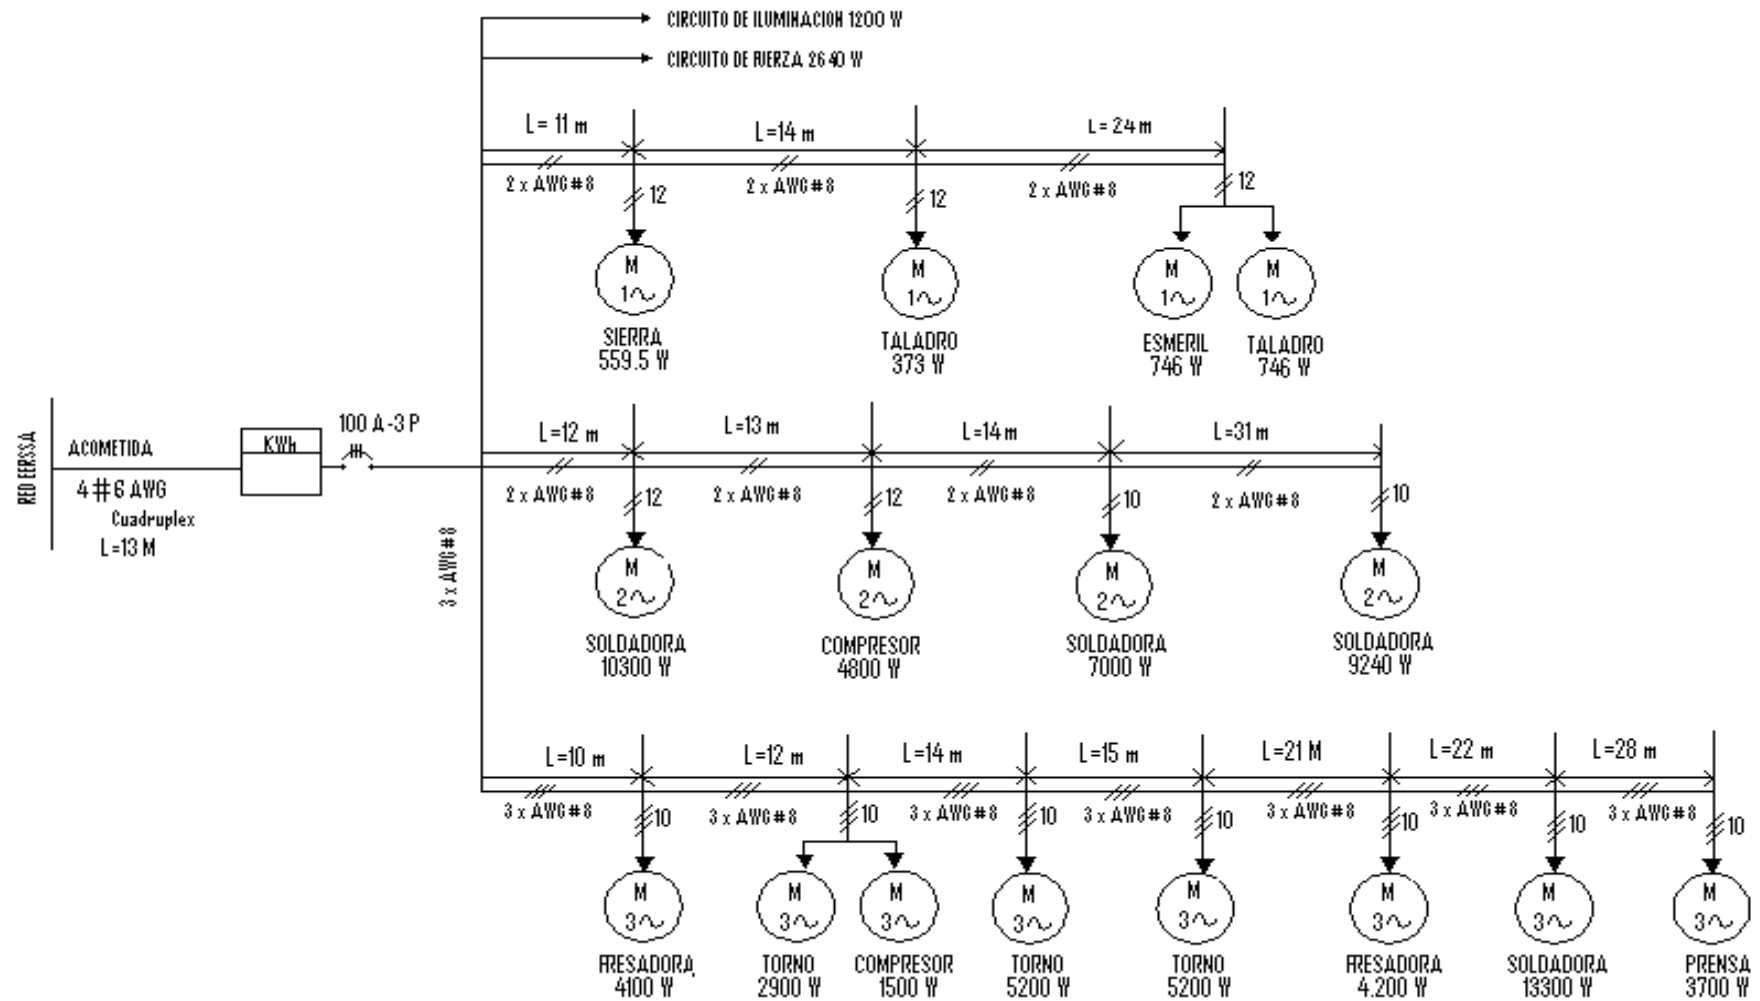 CIRCUITO DE ILUMINACION 1200 W
CIRCUITO DE FUERZA 2640 W
L= 11 m
L=14 m
L= 24 m
2 x AWG # 8
2 x AWG # 8
2 x AWG # 8
12
12
12
M
1~
M
1~
M
1~
M
1~
SIERRA
559.5 W
TALADRO
373 W
ESMERIL
746 W
TALADRO
746 W
RED EERSSA
ACOMETIDA
4 # 6 AWG
Cuadruplex
L=13 M
KWh
100 A -3 P
3 x AWG # 8
L=12 m
L=13 m
L=14 m
L=31 m
2 x AWG # 8
2 x AWG # 8
2 x AWG # 8
2 x AWG # 8
12
12
10
10
M
2~
M
2~
M
2~
M
2~
SOLDADORA
10300 W
COMPRESOR
4800 W
SOLDADORA
7000 W
SOLDADORA
9240 W
L=10 m
L=12 m
L=14 m
L=15 m
L=21 M
L=22 m
L=28 m
3 x AWG # 8
3 x AWG # 8
3 x AWG # 8
3 x AWG # 8
3 x AWG # 8
3 x AWG # 8
3 x AWG # 8
10
10
10
10
10
10
10
M
3~
M
3~
M
3~
M
3~
M
3~
M
3~
M
3~
M
3~
FRESADORA
4100 W
TORNO
2900 W
COMPRESOR
1500 W
TORNO
5200 W
TORNO
5200 W
FRESADORA
4.200 W
SOLDADORA
13300 W
PRENSA
3700 W